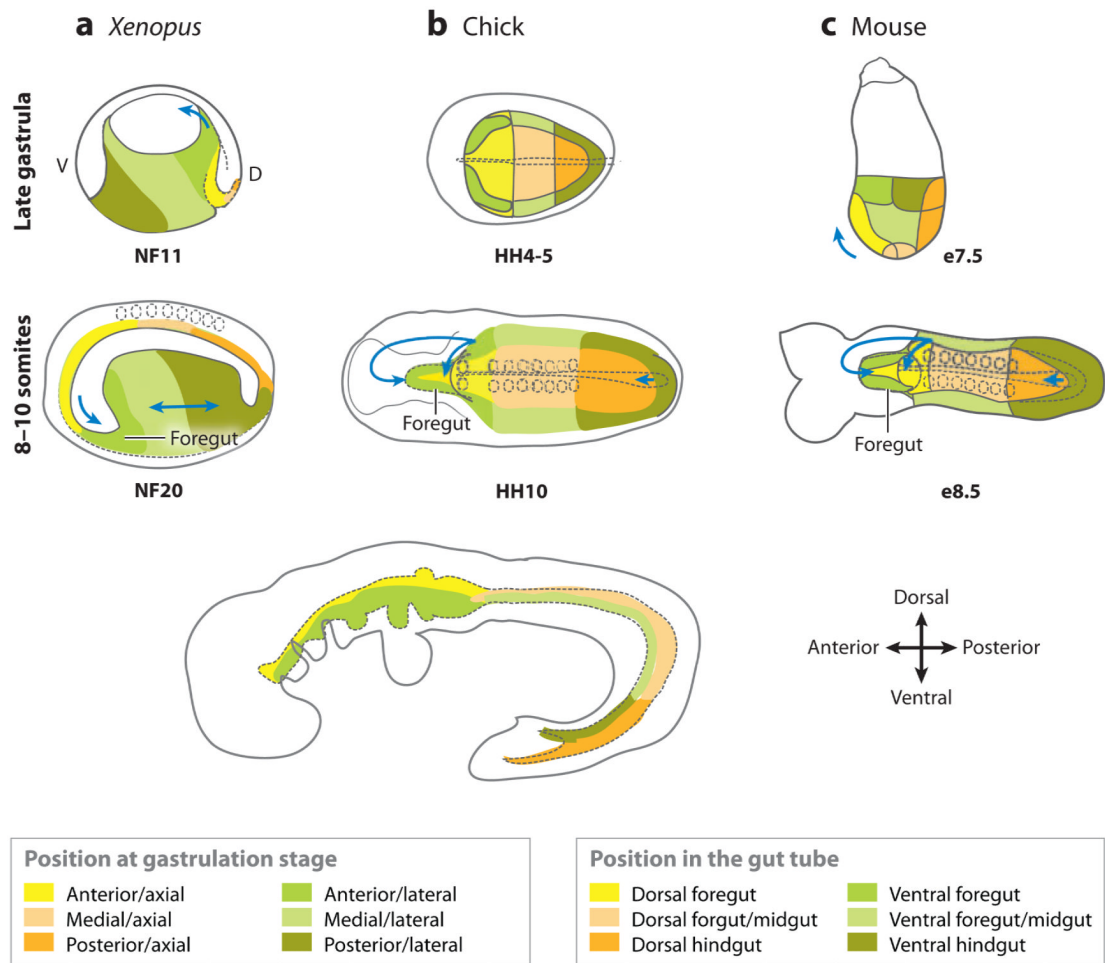 a Xenopus
b Chick
c Mouse
Late gastrula
V
D
NF11
HH4-5
e7.5
8–10 somites
Foregut
Foregut
Foregut
NF20
HH10
e8.5
Dorsal
Anterior
Posterior
Ventral
Position at gastrulation stage
Anterior/axial
Anterior/lateral
Medial/axial
Medial/lateral
Posterior/axial
Posterior/lateral
Position in the gut tube
Dorsal foregut
Ventral foregut
Dorsal forgut/midgut
Ventral foregut/midgut
Dorsal hindgut
Ventral hindgut